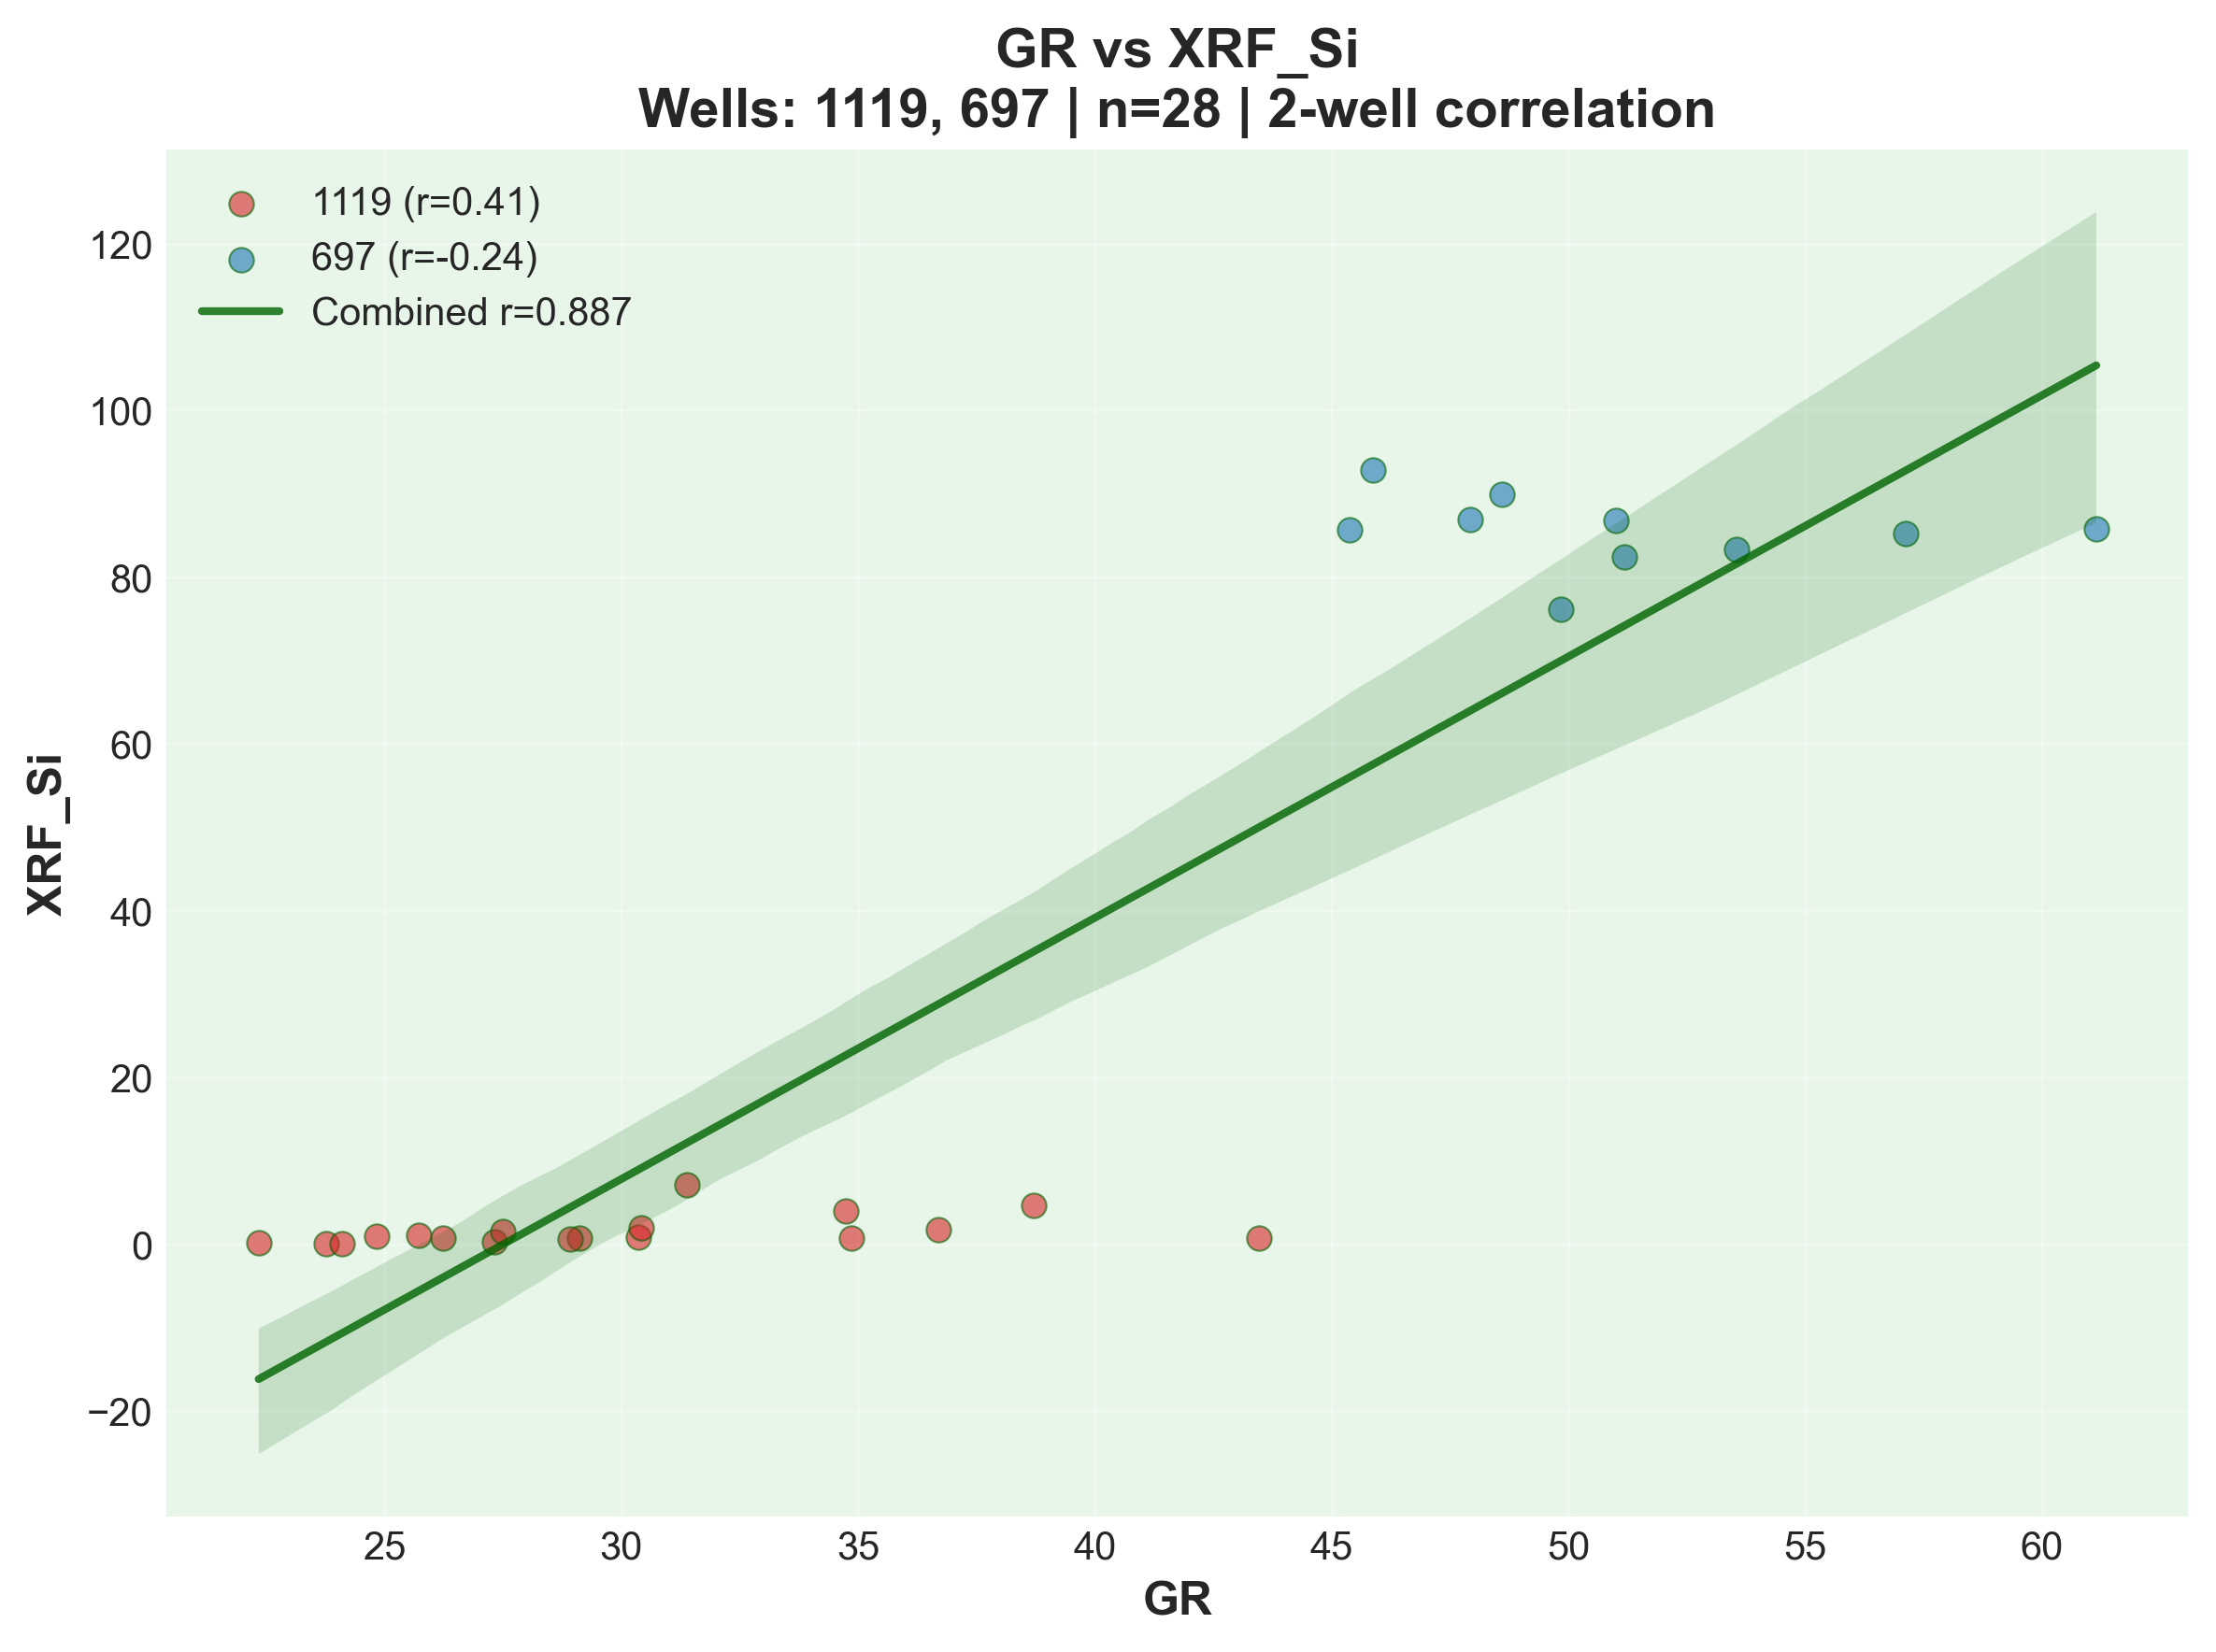 GR vs XRF_Si
Wells: 1119, 697 | n=28 | 2-well correlation
1119 (r=0.41)
697 (r=-0.24)
Combined r=0.887
120
100
80
60
40
20
0
−20
XRF_Si
25 30 35 40 45 50 55 60
GR